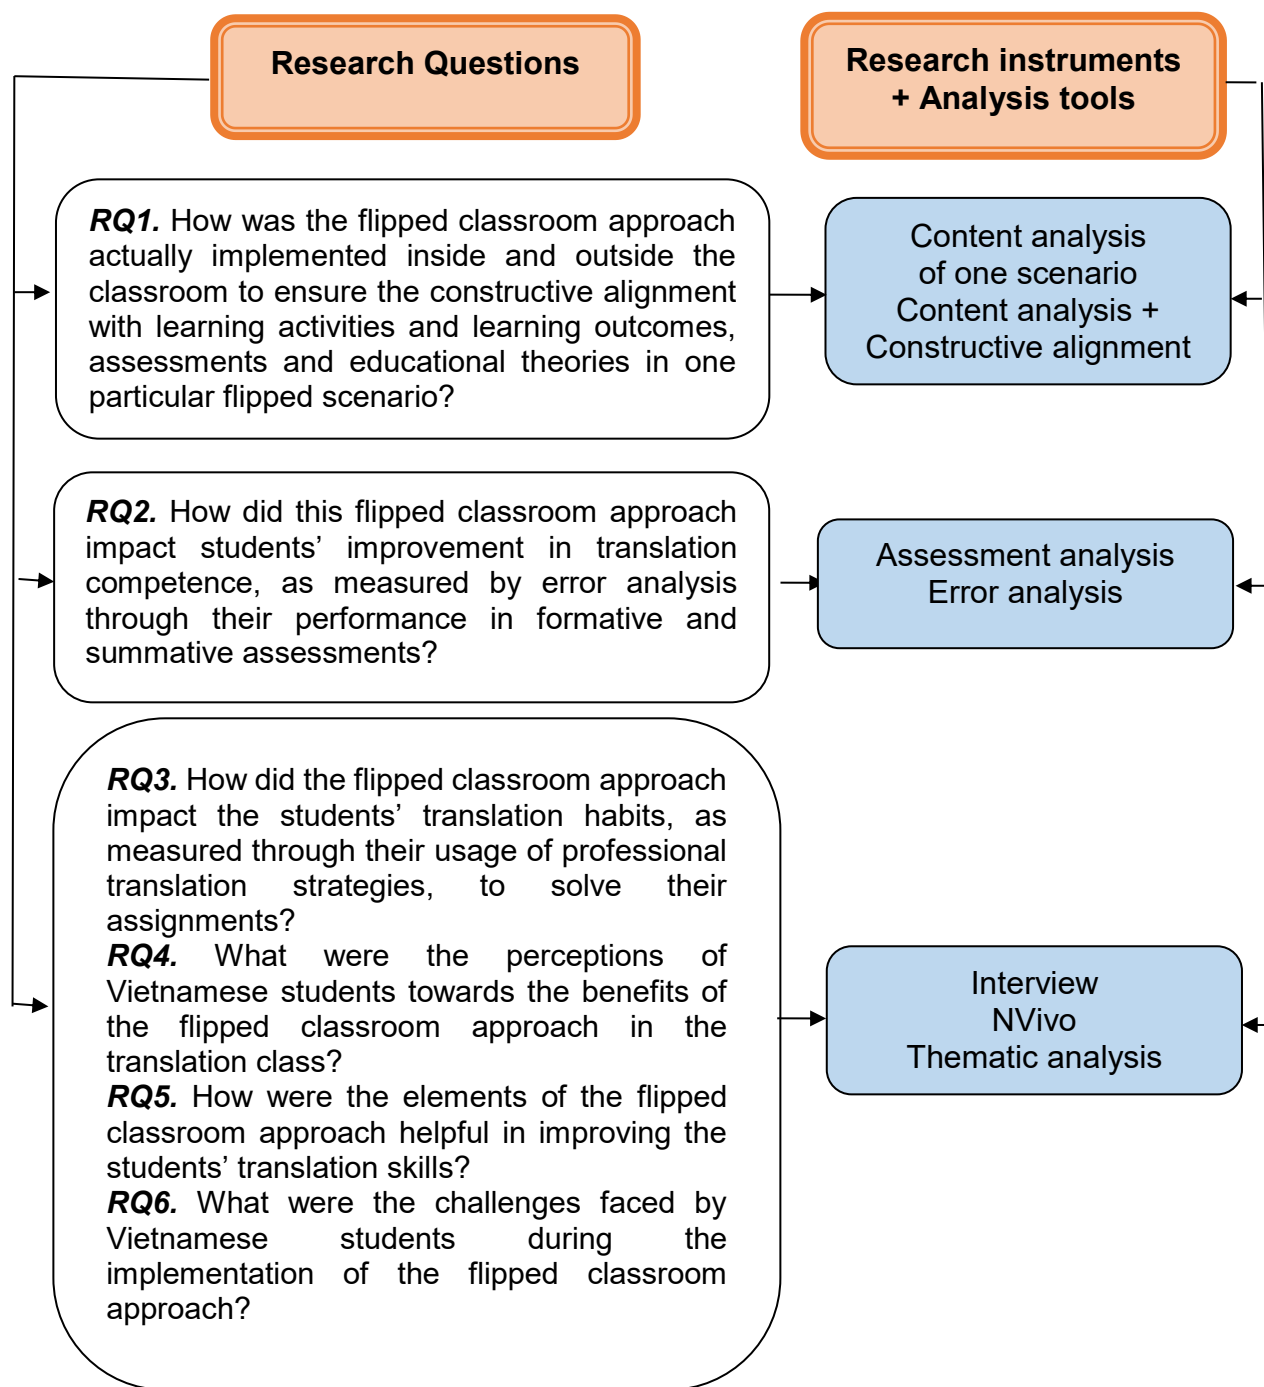 Research Questions
Research instruments
+ Analysis tools
RQ1. How was the flipped classroom approach
actually implemented inside and outside the
classroom to ensure the constructive alignment
with learning activities and learning outcomes,
assessments and educational theories in one
particular flipped scenario?
Content analysis
of one scenario
Content analysis +
Constructive alignment
RQ2. How did this flipped classroom approach
impact students’ improvement in translation
competence, as measured by error analysis
through their performance in formative and
summative assessments?
Assessment analysis
Error analysis
RQ3. How did the flipped classroom approach
impact the students’ translation habits, as
measured through their usage of professional
translation strategies, to solve their
assignments?
RQ4. What were the perceptions of
Vietnamese students towards the benefits of
the flipped classroom approach in the
translation class?
RQ5. How were the elements of the flipped
classroom approach helpful in improving the
students’ translation skills?
RQ6. What were the challenges faced by
Vietnamese students during the
implementation of the flipped classroom
approach?
Interview
NVivo
Thematic analysis